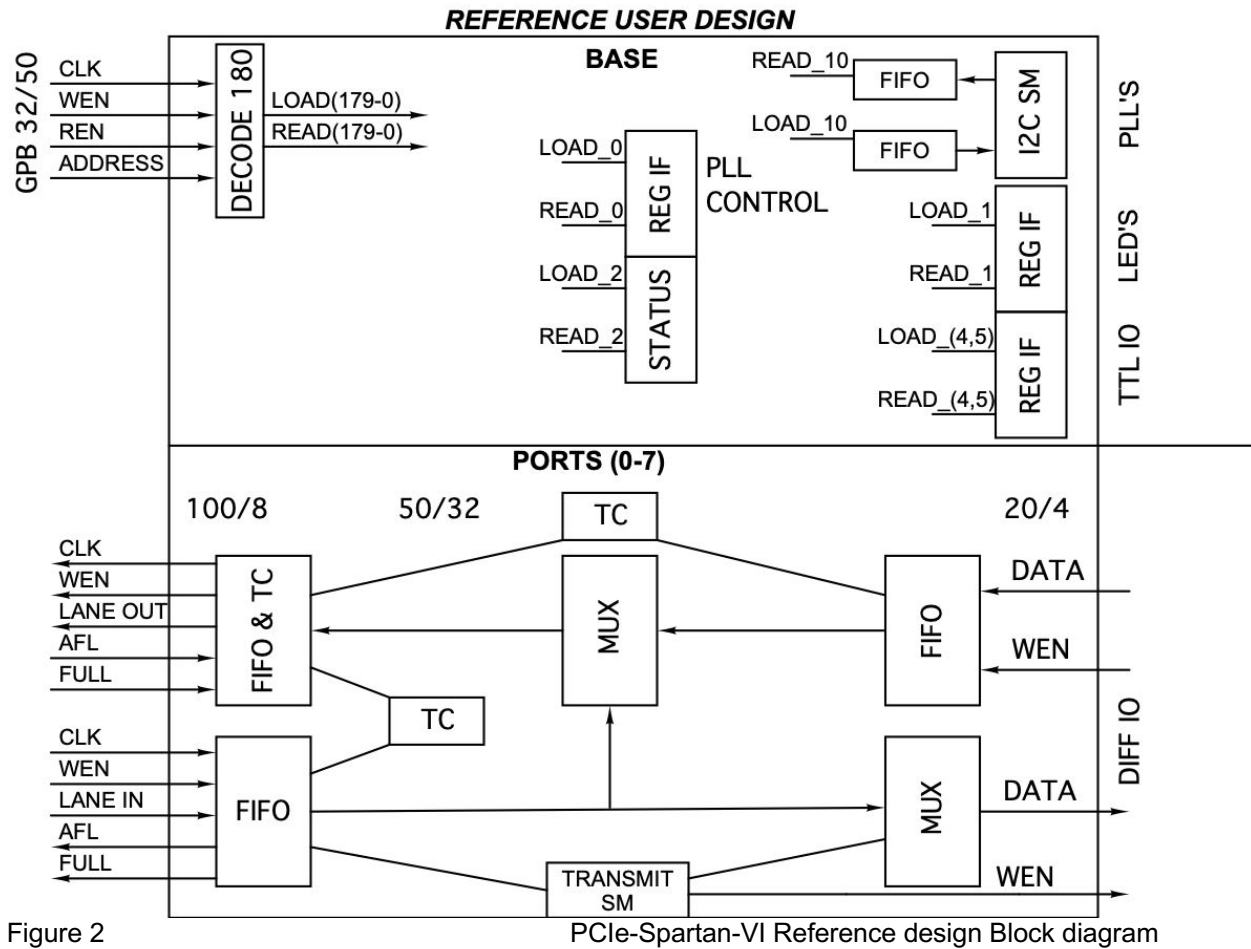 REFERENCE USER DESIGN
BASE
GPB 32/50
CLK
WEN
REN
ADDRESS
DECODE 180
LOAD(179-0)
READ(179-0)
LOAD_0
READ_0
REG IF
PLL
CONTROL
LOAD_2
READ_2
STATUS
READ_10
FIFO
LOAD_10
FIFO
I2C SM
PLL'S
LOAD_1
READ_1
REG IF
LED'S
LOAD_(4,5)
READ_(4,5)
REG IF
TTL IO
PORTS (0-7)
100/8
50/32
TC
20/4
CLK
WEN
LANE OUT
AFL
FULL
FIFO & TC
MUX
FIFO
DATA
WEN
TC
CLK
WEN
LANE IN
AFL
FULL
FIFO
MUX
DATA
WEN
DIFF IO
TRANSMIT
SM
Figure 2 PCIe-Spartan-VI Reference design Block diagram